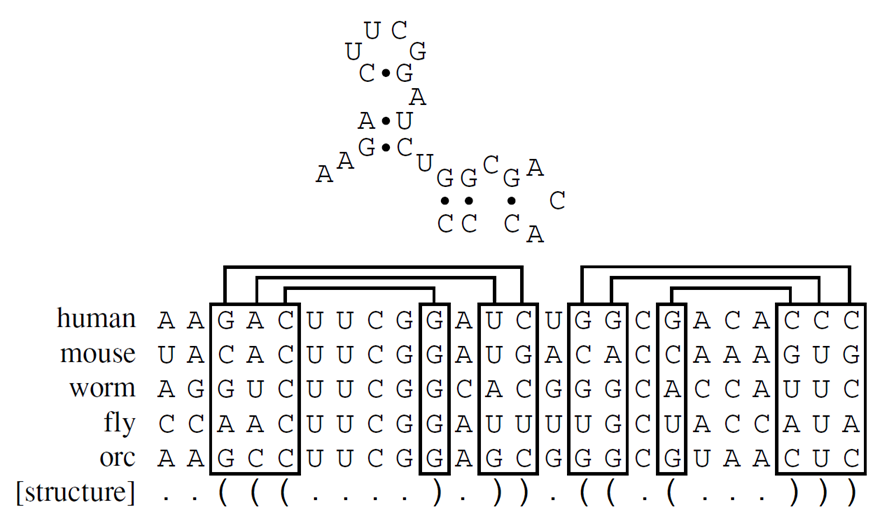 U C
U G
C • G
A
A • U
A A G • C U
G G C G A
• • • C
C C C A
human A A G A C U U C G G A U C U G G C G A C A C C C
mouse U A C A C U U C G G A U G A C A C C A A A G U G
worm A G G U C U U C G G C A C G G G C A C C A U U C
fly C C A A C U U C G G A U U U U G C U A C C A U A
orc A A G C C U U C G G A G C G G G C G U A A C U C
[structure] . . ( ( ( . . . . ) . ) ) . ( ( . ( . . . ) ) )